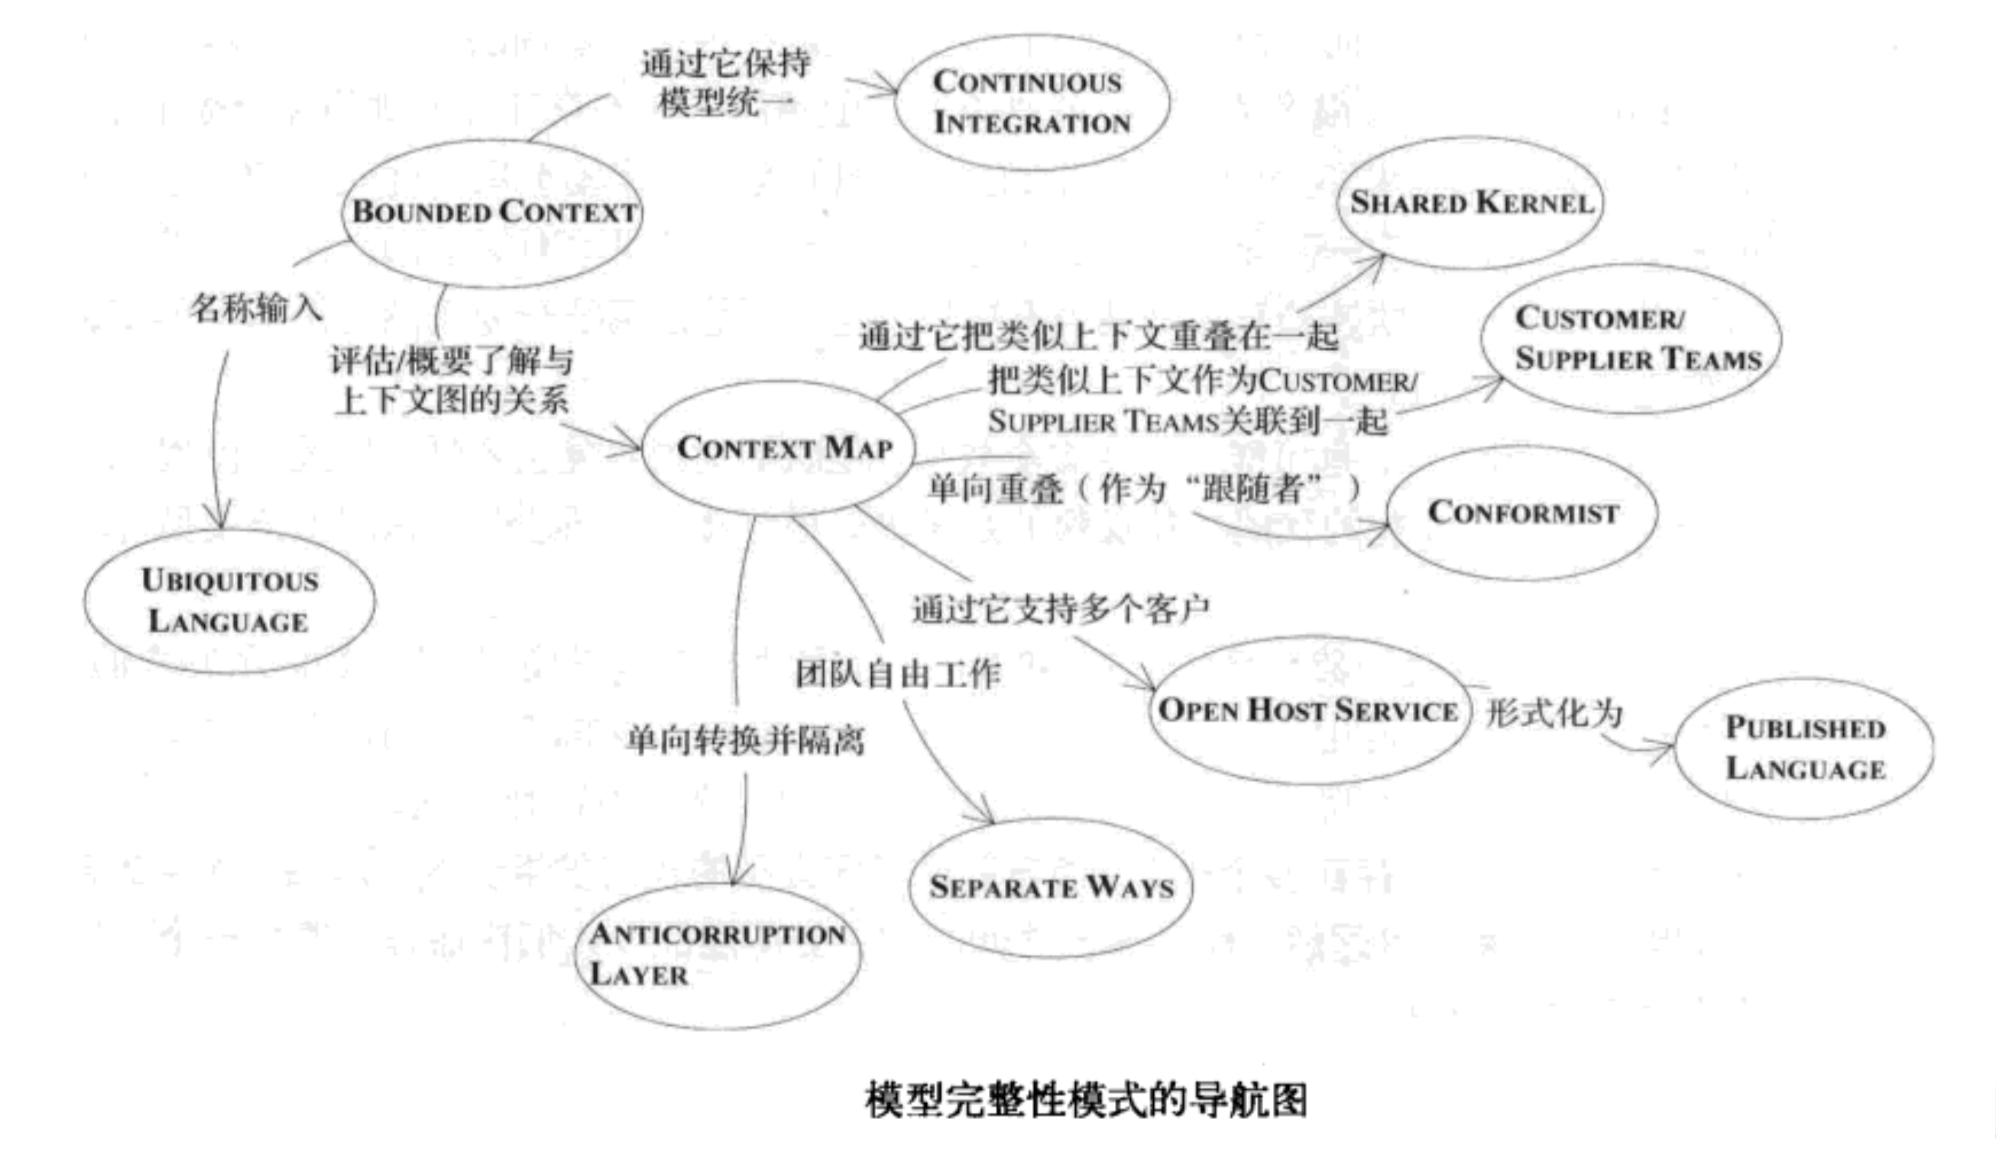 通过它保持
模型统一
CONTINUOUS
INTEGRATION
BOUNDED CONTEXT
SHARED KERNEL
名称输入
评估/概要了解与
上下文图的关系
通过它把类似上下文重叠在一起
CUSTOMER/
SUPPLIER TEAMS
把类似上下文作为CUSTOMER/
SUPPLIER TEAMS关联到一起
CONTEXT MAP
单向重叠（作为“跟随者”）
CONFORMIST
UBIQUITOUS
LANGUAGE
通过它支持多个客户
团队自由工作
OPEN HOST SERVICE
形式化为
PUBLISHED
LANGUAGE
单向转换并隔离
SEPARATE WAYS
ANTICORRUPTION
LAYER
模型完整性模式的导航图